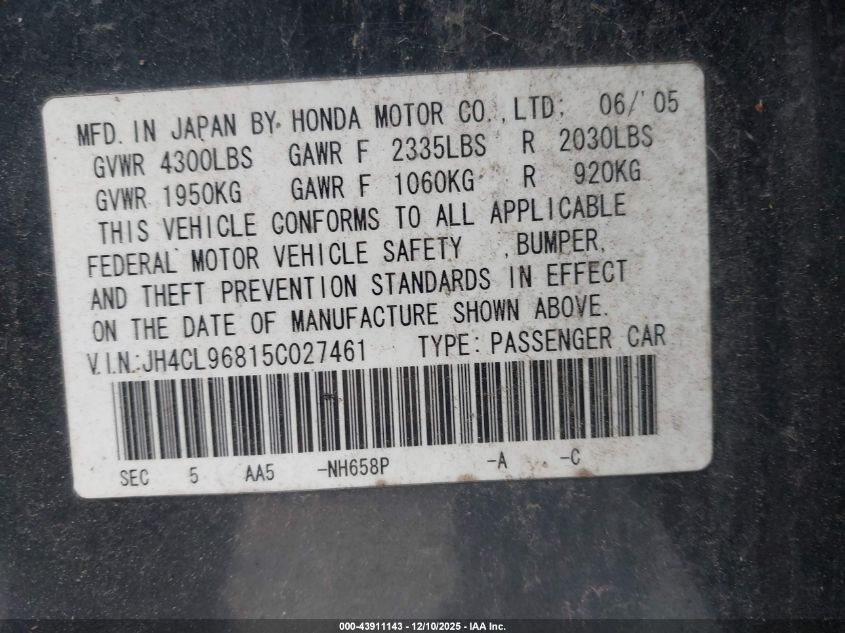 MFD. IN JAPAN BY HONDA MOTOR CO., LTD; 06/'05
GVWR 4300LBS GAWR F 2335LBS R 2030LBS
GVWR 1950KG GAWR F 1060KG R 920KG
THIS VEHICLE CONFORMS TO ALL APPLICABLE
FEDERAL MOTOR VEHICLE SAFETY , BUMPER,
AND THEFT PREVENTION STANDARDS IN EFFECT
ON THE DATE OF MANUFACTURE SHOWN ABOVE.
V.I.N.:JH4CL96815C027461 TYPE: PASSENGER CAR
SEC 5 AA5 -NH658P -A -C
000-43911143 - 12/10/2025 - IAA Inc.